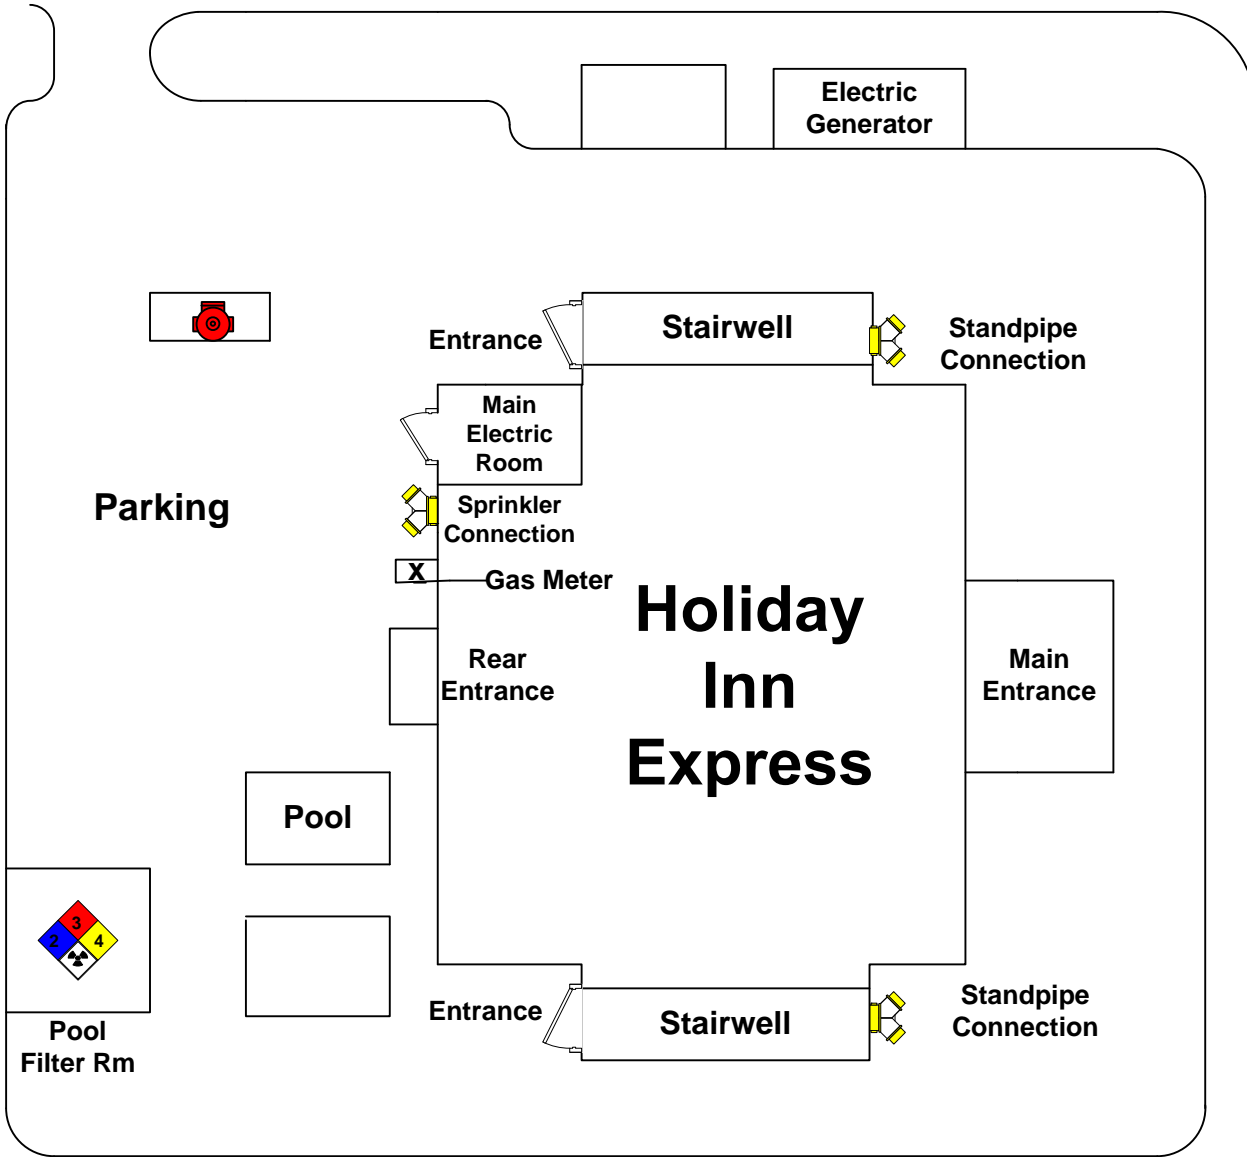 Electric
Generator
Entrance
Stairwell
Standpipe
Connection
Main
Electric
Room
Parking
Sprinkler
Connection
X
Gas Meter
Holiday
Inn
Express
Rear
Entrance
Main
Entrance
Pool
3
2
4
Pool
Filter Rm
Entrance
Stairwell
Standpipe
Connection